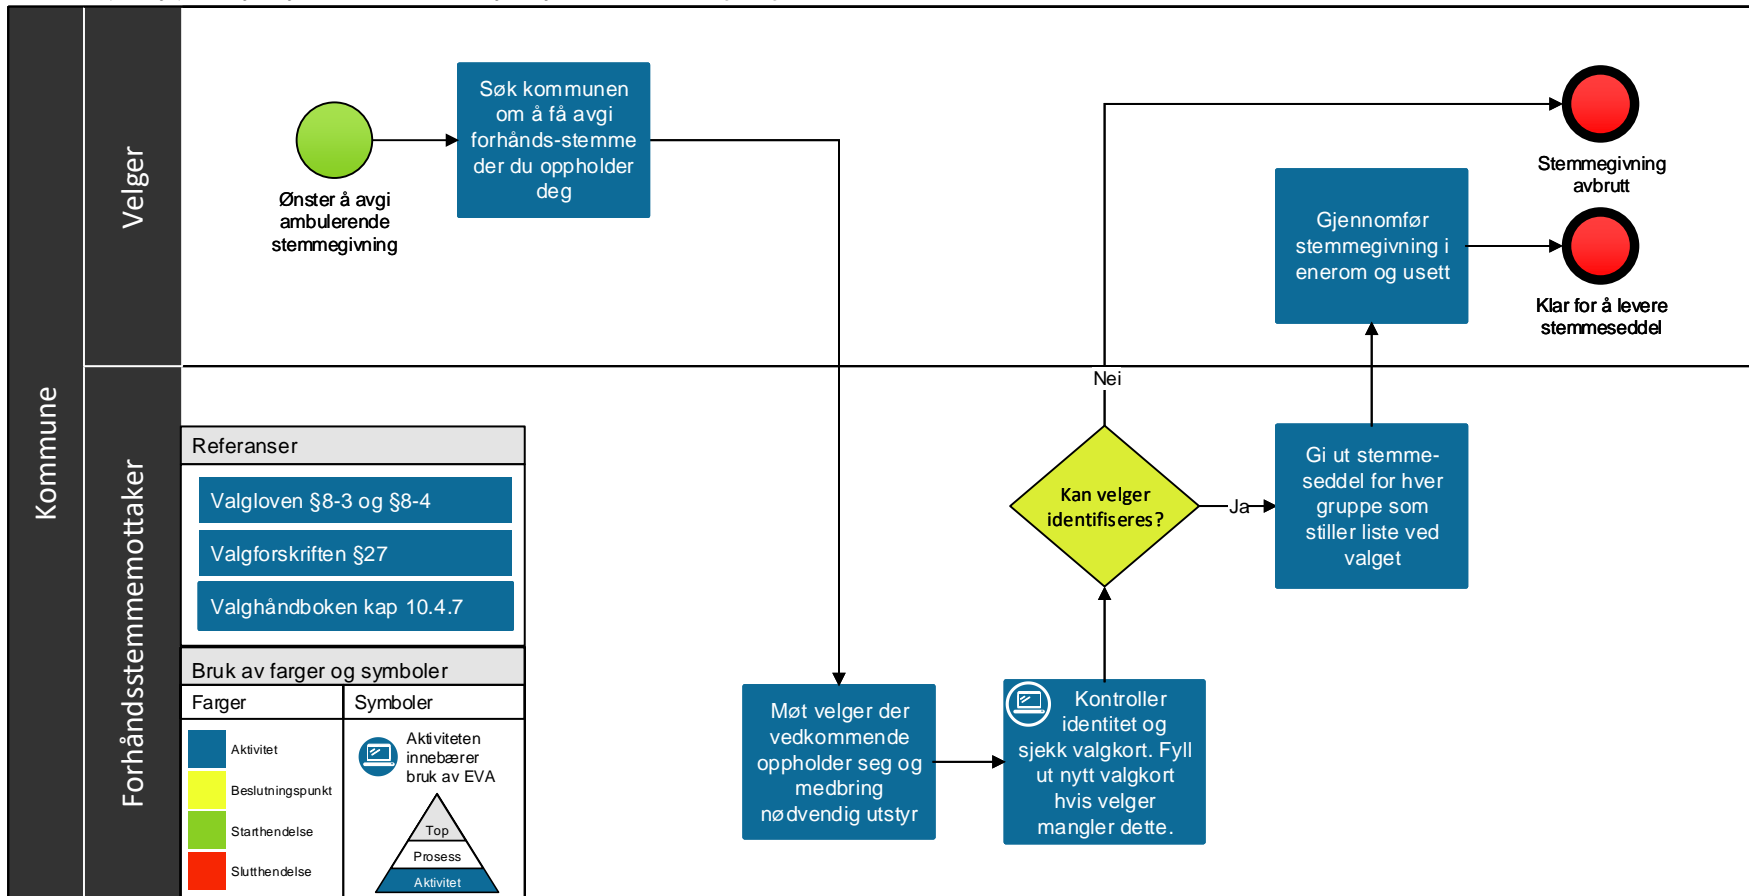 Kommune
Velger
Forhåndsstemmemottaker
Ønster å avgi
ambulerende
stemmegivning
Søk kommunen
om å få avgi
forhånds-stemme
der du oppholder
deg
Stemmegivning
avbrutt
Gjennomfør
stemmegivning i
enerom og usett
Klar for å levere
stemmeseddel
Nei
Kan velger
identifiseres?
Ja
Gi ut stemme-
seddel for hver
gruppe som
stiller liste ved
valget
Møt velger der
vedkommende
oppholder seg og
medbring
nødvendig utstyr
Kontroller
identitet og
sjekk valgkort. Fyll
ut nytt valgkort
hvis velger
mangler dette.
Referanser
Valgloven §8-3 og §8-4
Valgforskriften §27
Valghåndboken kap 10.4.7
Bruk av farger og symboler
Farger
Symboler
Aktivitet
Beslutningspunkt
Starthendelse
Slutthendelse
Aktiviteten
innebærer
bruk av EVA
Top
Prosess
Aktivitet